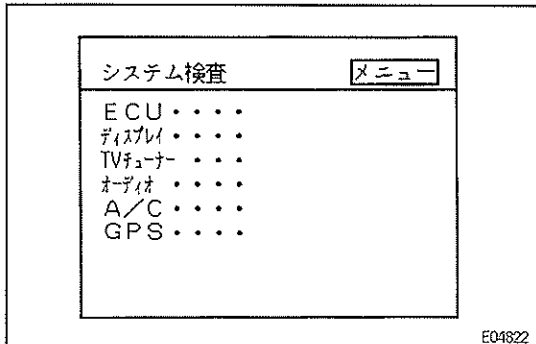 システム検査 メニュー
ECU・・・・
ディスプレイ・・・・
TVチューナー・・・
オーディオ・・・・
A/C・・・・
GPS・・・・
E04822